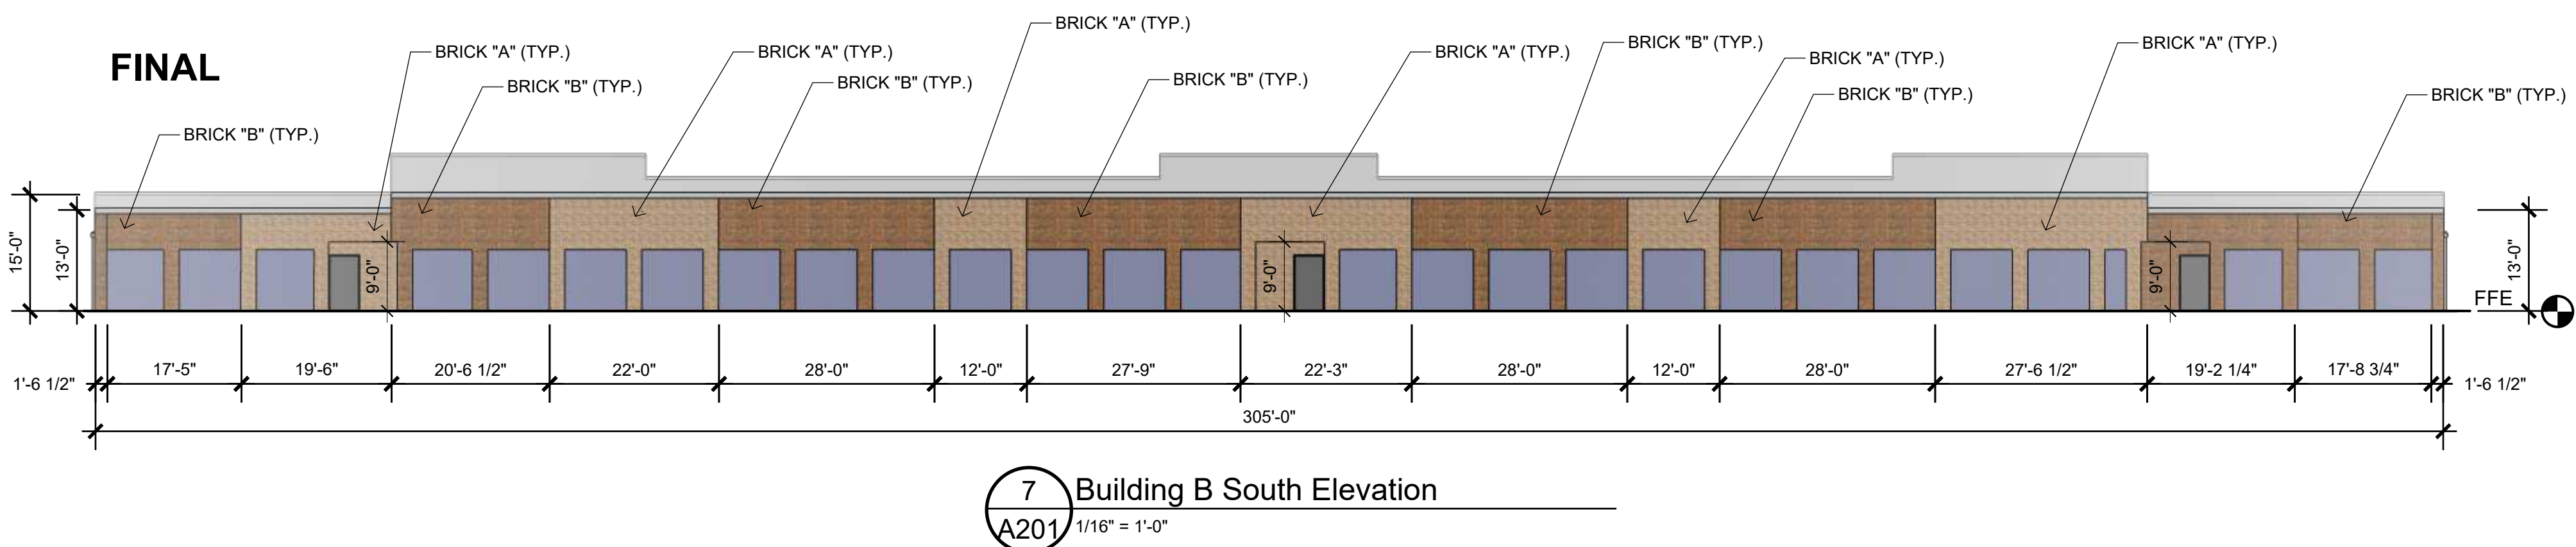 BRICK "A" (TYP.)
FINAL
BRICK "A" (TYP.)
BRICK "A" (TYP.)
BRICK "A" (TYP.)
BRICK "B" (TYP.)
BRICK "A" (TYP.)
BRICK "A" (TYP.)
BRICK "B" (TYP.)
BRICK "B" (TYP.)
BRICK "B" (TYP.)
BRICK "B" (TYP.)
BRICK "B" (TYP.)
BRICK "B" (TYP.)
BRICK "B" (TYP.)
15'-0"
13'-0"
9'-0"
9'-0"
9'-0"
13'-0"
FFE
1'-6 1/2"
17'-5"
19'-6"
20'-6 1/2"
22'-0"
28'-0"
12'-0"
27'-9"
22'-3"
28'-0"
12'-0"
28'-0"
27'-6 1/2"
19'-2 1/4"
17'-8 3/4"
1'-6 1/2"
305'-0"
7
A201
Building B South Elevation
1/16" = 1'-0"